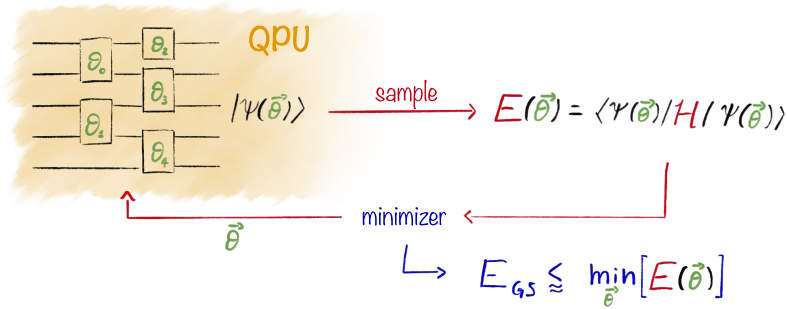 QPU
θ₀ θ₂
θ₁ θ₃
θ₄
|Ψ(θ⃗)⟩
sample
E(θ⃗) = ⟨Ψ(θ⃗)/H/Ψ(θ⃗)⟩
θ⃗
minimizer
E_GS ≲ min_θ⃗[E(θ⃗)]